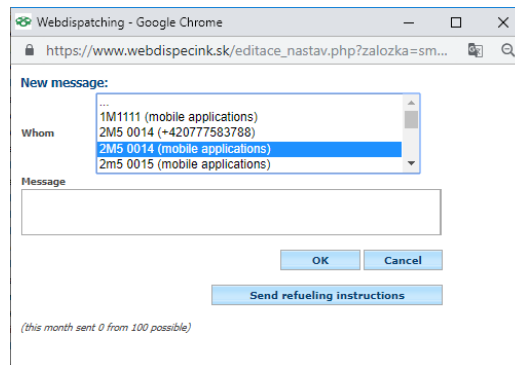 Webdispatching - Google Chrome
https://www.webdispecink.sk/editace_nastav.php?zalozka=sm...
New message:
...
1M1111 (mobile applications)
Whom
2M5 0014 (+420777583788)
2M5 0014 (mobile applications)
2m5 0015 (mobile applications)
Message
OK Cancel
Send refueling instructions
(this month sent 0 from 100 possible)